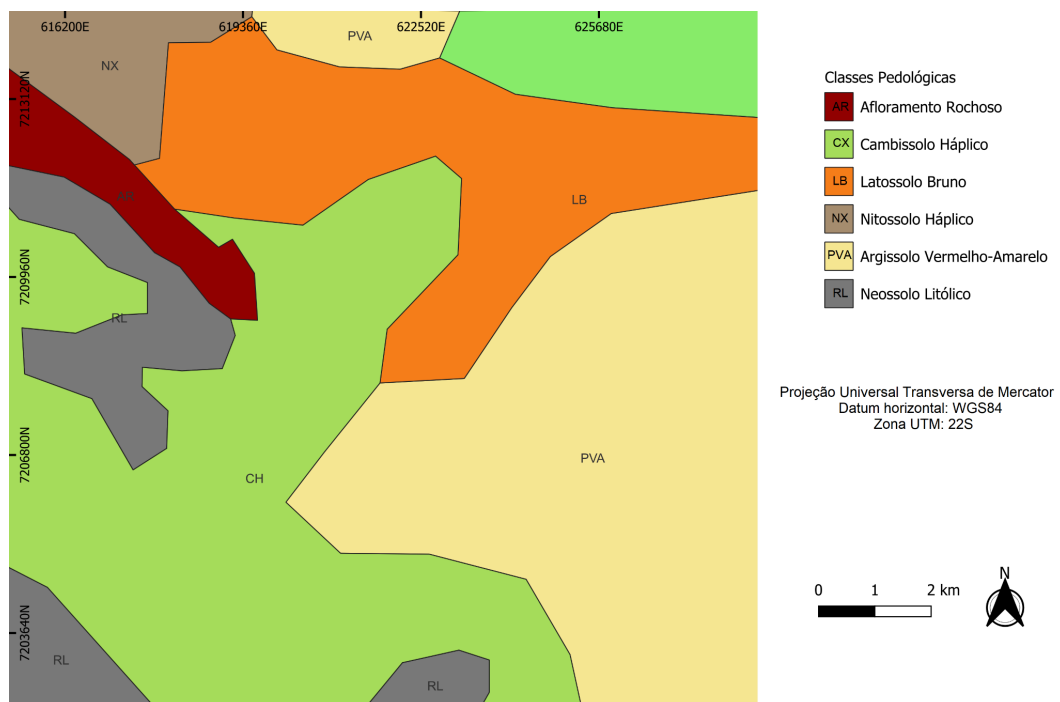 616200E
619360E
622520E
625680E
7213120N
7209960N
7206800N
7203640N
PVA
NX
AR
LB
RL
CH
PVA
RL
RL
Classes Pedológicas
AR Afloramento Rochoso
CX Cambissolo Háplico
LB Latossolo Bruno
NX Nitossolo Háplico
PVA Argissolo Vermelho-Amarelo
RL Neossolo Litólico
Projeção Universal Transversa de Mercator
Datum horizontal: WGS84
Zona UTM: 22S
0 1 2 km
N